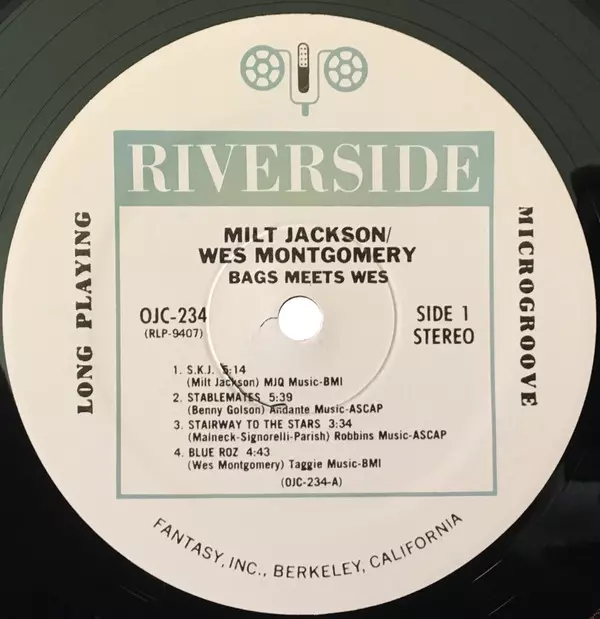 RIVERSIDE
LONG PLAYING
MICROGROOVE
MILT JACKSON/
WES MONTGOMERY
BAGS MEETS WES
OJC-234
(RLP-9407)
SIDE 1
STEREO
1. S.K.J. 5:14
(Milt Jackson) MJQ Music-BMI
2. STABLEMATES 5:39
(Benny Golson) Andante Music-ASCAP
3. STAIRWAY TO THE STARS 3:34
(Maineck-Signorelli-Parish) Robbins Music-ASCAP
4. BLUE ROZ 4:43
(Wes Montgomery) Taggie Music-BMI
(OJC-234-A)
FANTASY, INC., BERKELEY, CALIFORNIA